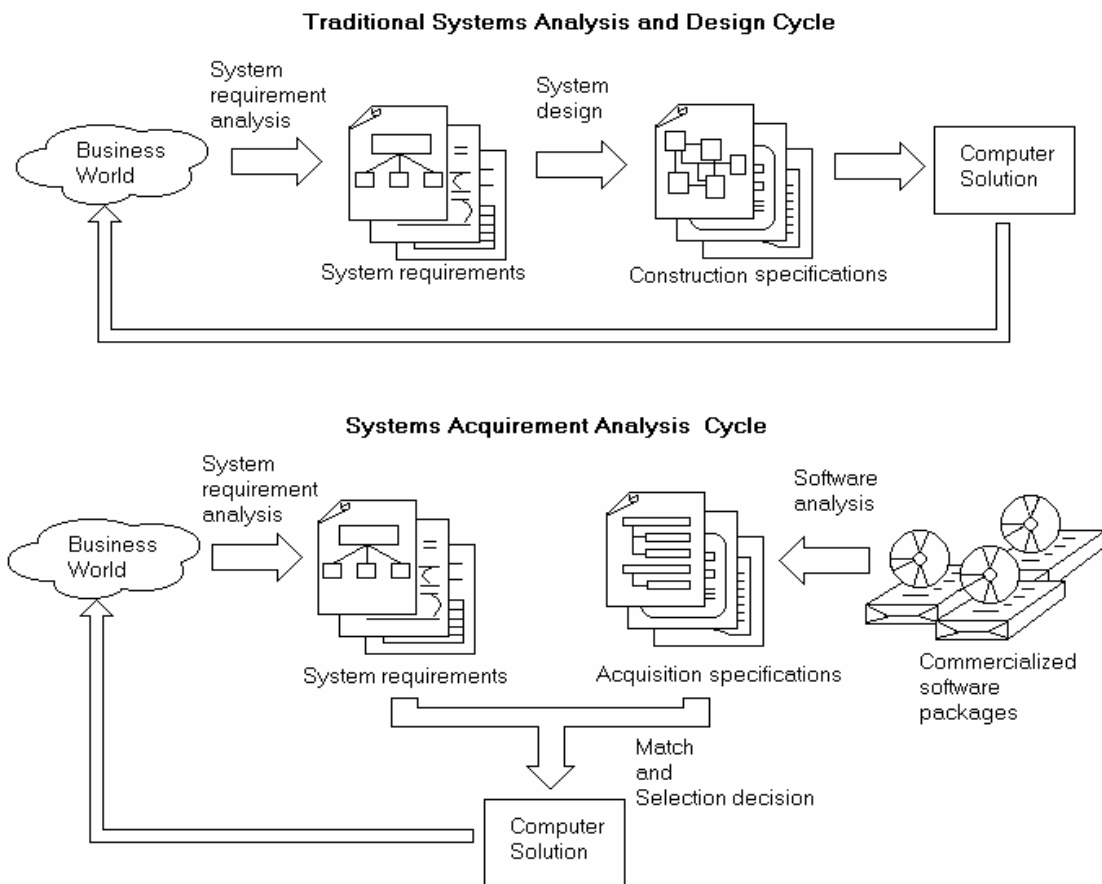 Traditional Systems Analysis and Design Cycle
System
requirement
analysis
System
design
Business
World
Computer
Solution
System requirements
Construction specifications
Systems Acquirement Analysis Cycle
System
requirement
analysis
Software
analysis
Business
World
System requirements
Acquisition specifications
Commercialized
software
packages
Match
and
Selection decision
Computer
Solution